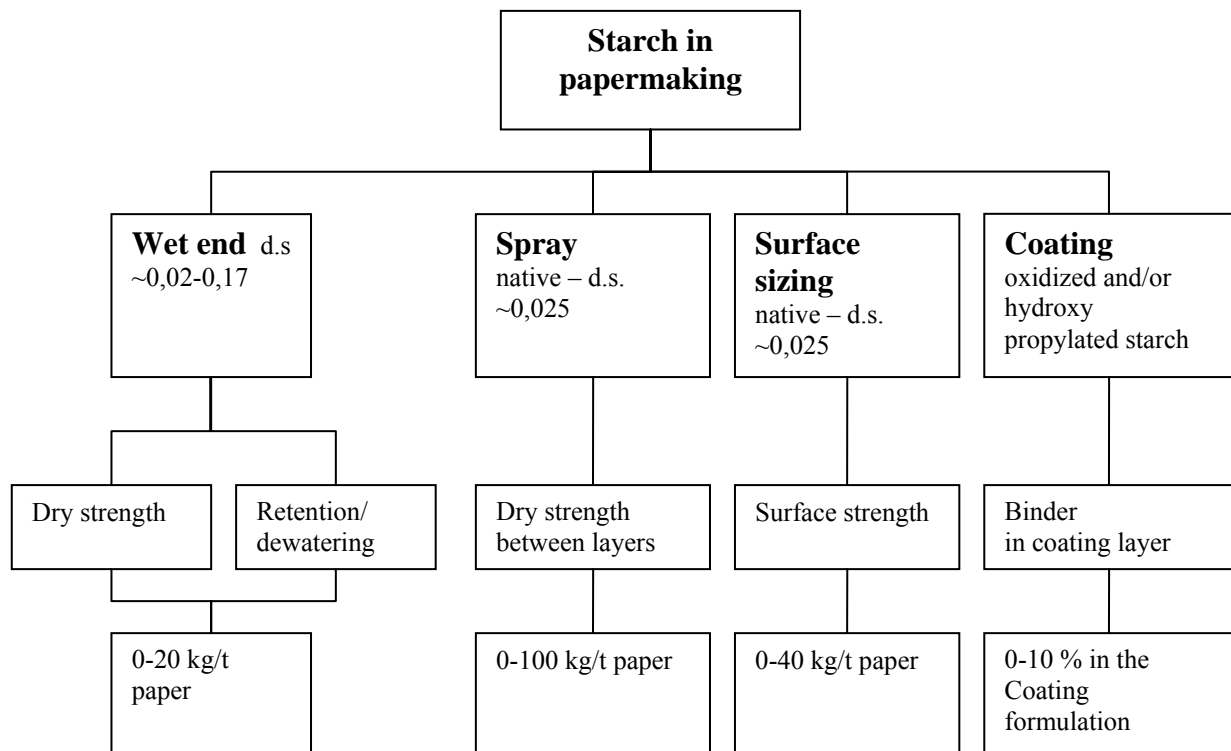 Starch in
papermaking
Wet end d.s
~0,02-0,17
Spray
native – d.s.
~0,025
Surface
sizing
native – d.s.
~0,025
Coating
oxidized and/or
hydroxy
propylated starch
Dry strength
Retention/
dewatering
Dry strength
between layers
Surface strength
Binder
in coating layer
0-20 kg/t
paper
0-100 kg/t paper
0-40 kg/t paper
0-10 % in the
Coating
formulation